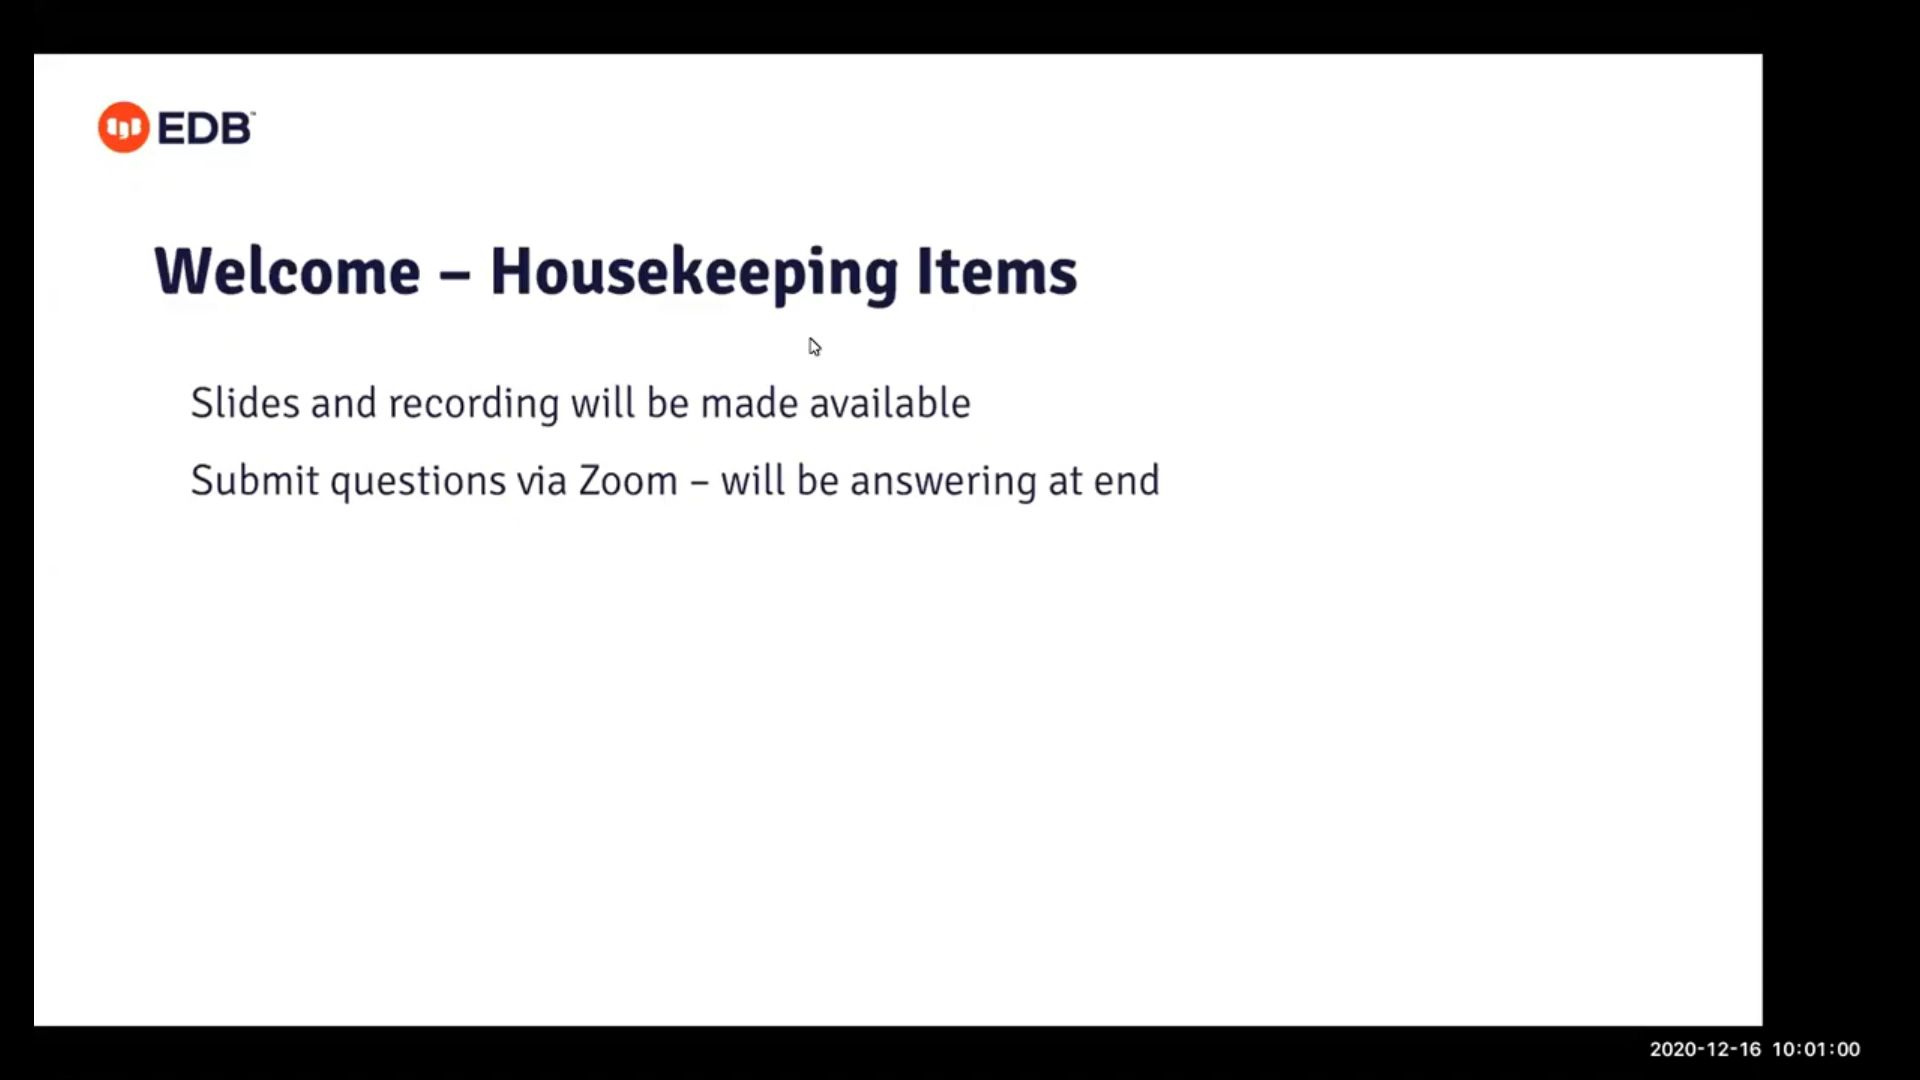 EDB™
Welcome – Housekeeping Items
Slides and recording will be made available
Submit questions via Zoom – will be answering at end
2020-12-16 10:01:00